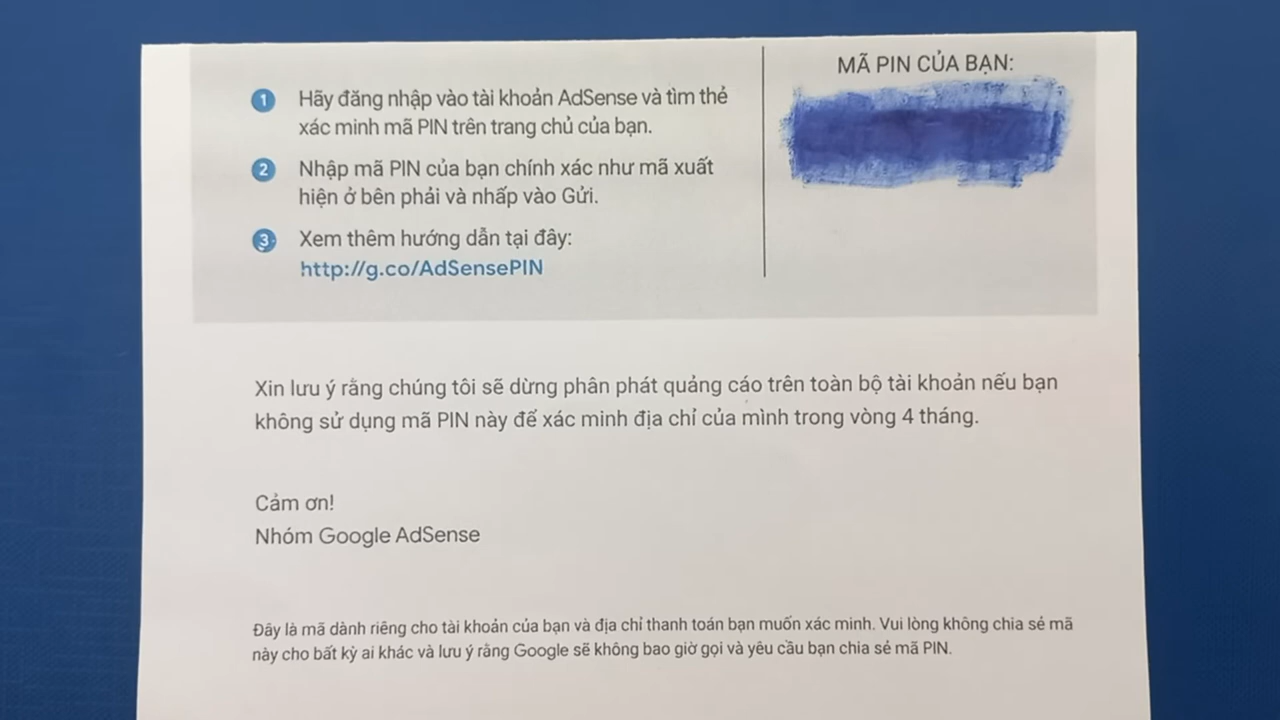 MÃ PIN CỦA BẠN:
1 Hãy đăng nhập vào tài khoản AdSense và tìm thẻ
xác minh mã PIN trên trang chủ của bạn.
2 Nhập mã PIN của bạn chính xác như mã xuất
hiện ở bên phải và nhấp vào Gửi.
3 Xem thêm hướng dẫn tại đây:
http://g.co/AdSensePIN
Xin lưu ý rằng chúng tôi sẽ dừng phân phát quảng cáo trên toàn bộ tài khoản nếu bạn
không sử dụng mã PIN này để xác minh địa chỉ của mình trong vòng 4 tháng.
Cảm ơn!
Nhóm Google AdSense
Đây là mã dành riêng cho tài khoản của bạn và địa chỉ thanh toán bạn muốn xác minh. Vui lòng không chia sẻ mã
này cho bất kỳ ai khác và lưu ý rằng Google sẽ không bao giờ gọi và yêu cầu bạn chia sẻ mã PIN.